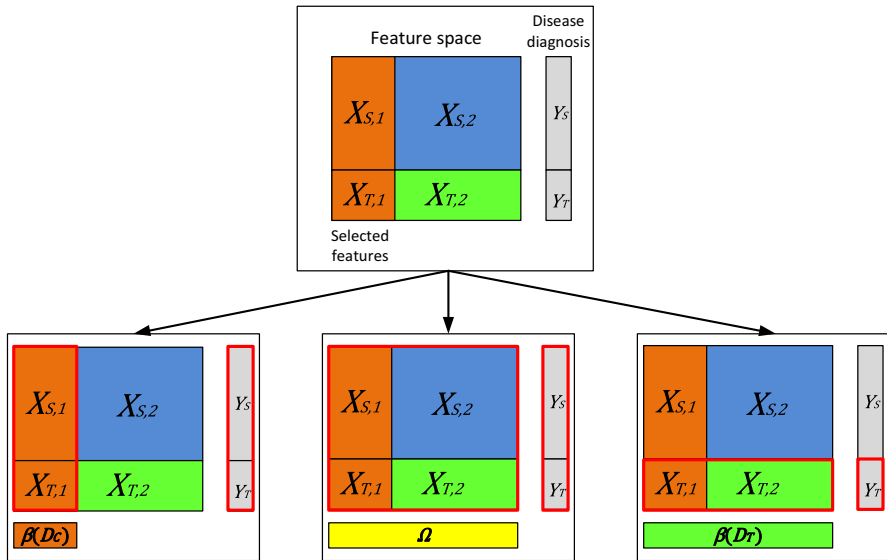 Feature space
Disease
diagnosis
X_{S,1} X_{S,2} Y_S
X_{T,1} X_{T,2} Y_T
Selected
features
X_{S,1} X_{S,2} Y_S
X_{T,1} X_{T,2} Y_T
β(D_C)
X_{S,1} X_{S,2} Y_S
X_{T,1} X_{T,2} Y_T
Ω
X_{S,1} X_{S,2} Y_S
X_{T,1} X_{T,2} Y_T
β(D_T)